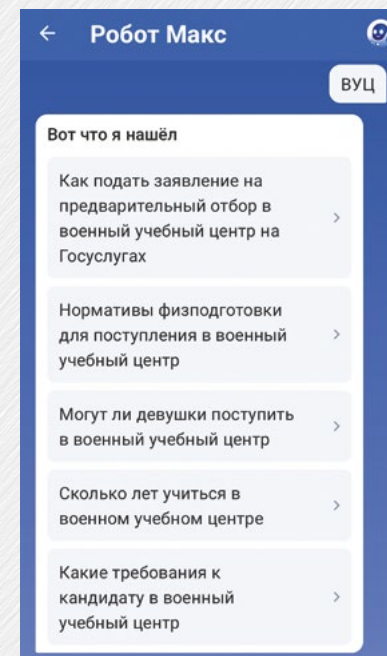 Робот Макс
ВУЦ
Вот что я нашёл
Как подать заявление на
предварительный отбор в
военный учебный центр на
Госуслугах
Нормативы физподготовки
для поступления в военный
учебный центр
Могут ли девушки поступить
в военный учебный центр
Сколько лет учиться в
военном учебном центре
Какие требования к
кандидату в военный
учебный центр